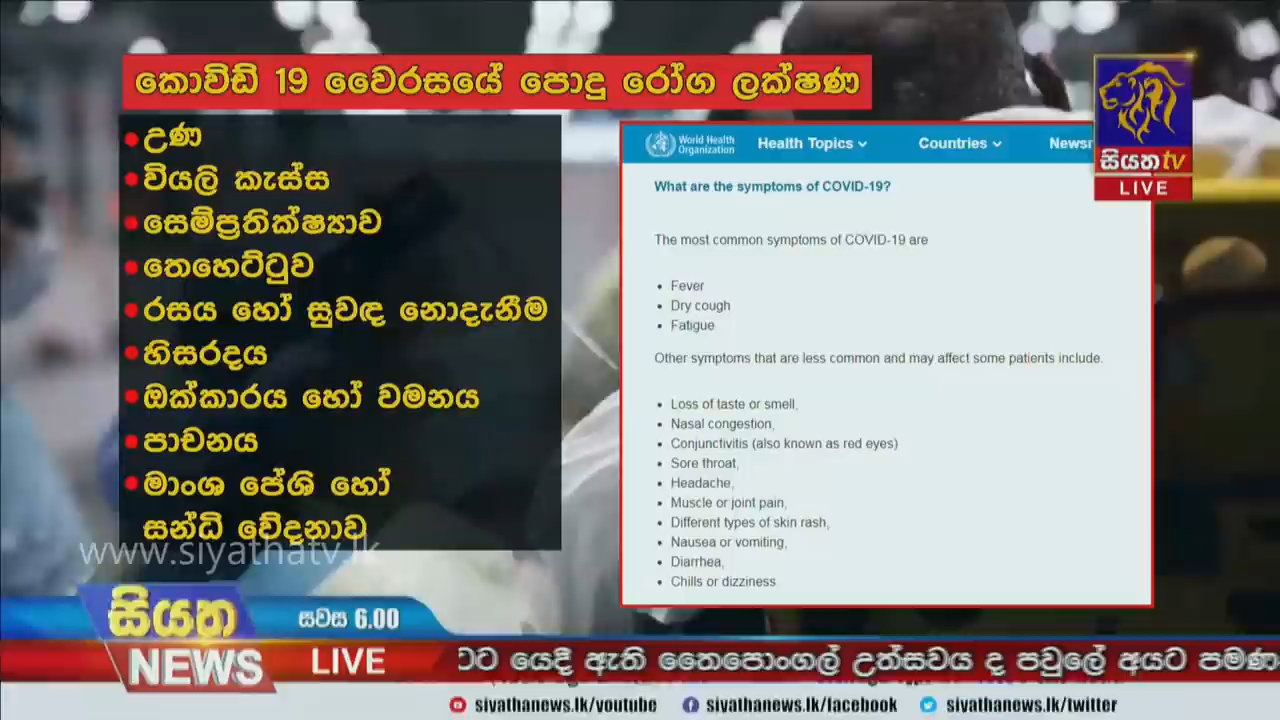 කොවිඩ් 19 වෛරසයේ පොදු රෝග ලක්ෂණ
උණ
වියලි කැස්ස
සෙම්ප්‍රතික්ෂ්‍යාව
තෙහෙට්ටුව
රසය හෝ සුවඳ නොදැනීම
හිසරදය
ඔක්කාරය හෝ වමනය
පාචනය
මාංශ පේශි හෝ
සන්ධි වේදනාව
www.siyathatv.lk
World Health
Organization
Health Topics
Countries
What are the symptoms of COVID-19?
The most common symptoms of COVID-19 are
Fever
Dry cough
Fatigue
Other symptoms that are less common and may affect some patients include.
Loss of taste or smell,
Nasal congestion,
Conjunctivitis (also known as red eyes)
Sore throat,
Headache,
Muscle or joint pain,
Different types of skin rash,
Nausea or vomiting,
Diarrhea,
Chills or dizziness
සියත tv
LIVE
සියත
NEWS
සවස 6.00
LIVE
යෙදී ඇති තෛපොංගල් උත්සවය ද පවුලේ අයට
siyathanews.lk/youtube
siyathanews.lk/facebook
siyathanews.lk/twitter